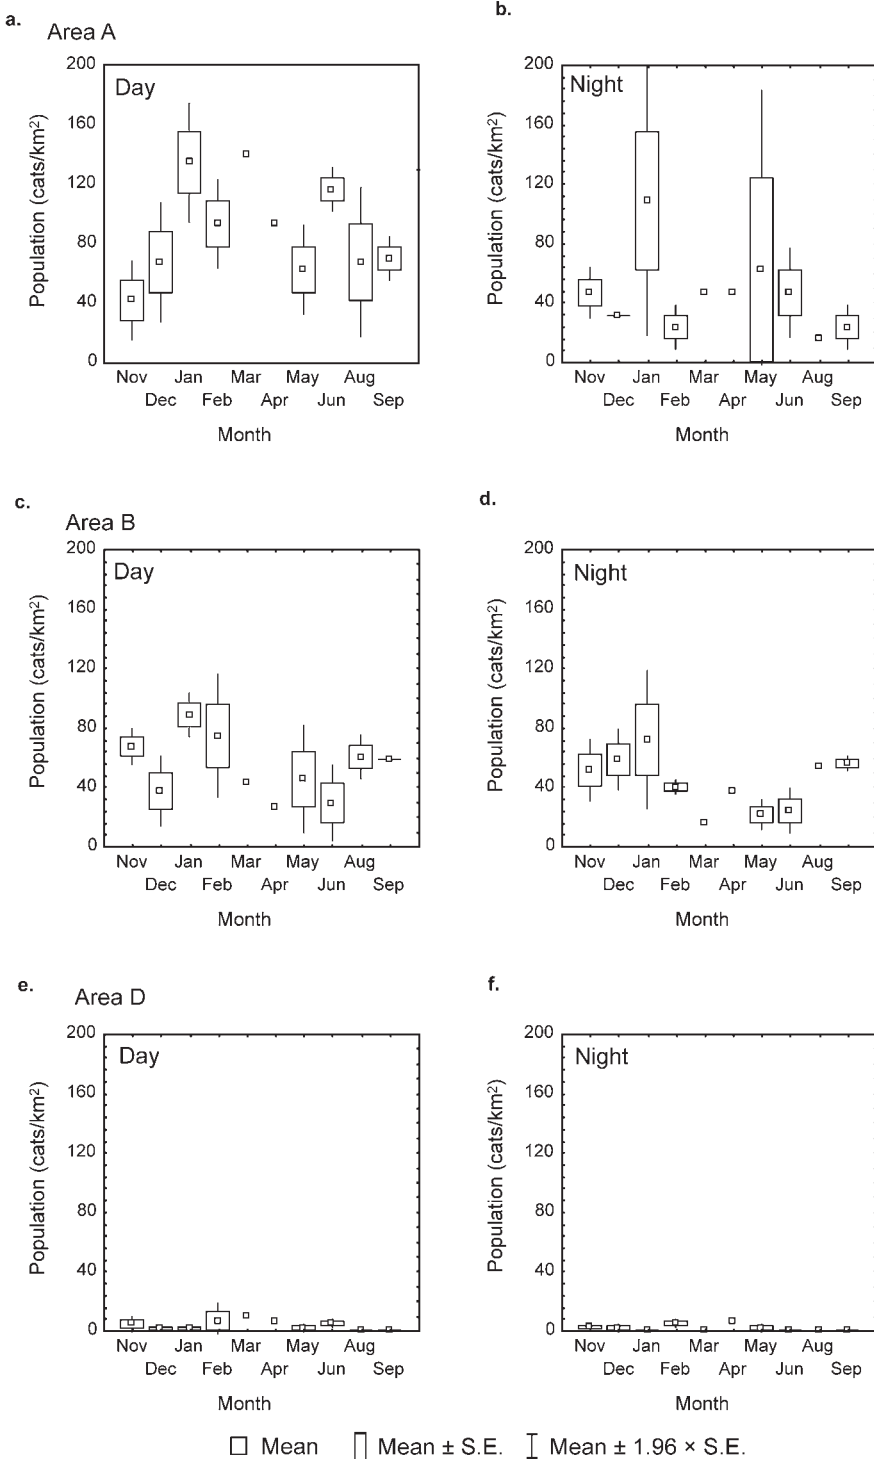 a.
Area A
b.
Day
Night
Population (cats/km²)
200
160
120
80
40
0
Nov Jan Mar May Aug
Dec Feb Apr Jun Sep
Month
Population (cats/km²)
200
160
120
80
40
0
Nov Jan Mar May Aug
Dec Feb Apr Jun Sep
Month
c.
Area B
d.
Day
Night
Population (cats/km²)
200
160
120
80
40
0
Nov Jan Mar May Aug
Dec Feb Apr Jun Sep
Month
Population (cats/km²)
200
160
120
80
40
0
Nov Jan Mar May Aug
Dec Feb Apr Jun Sep
Month
e.
Area D
f.
Day
Night
Population (cats/km²)
200
160
120
80
40
0
Nov Jan Mar May Aug
Dec Feb Apr Jun Sep
Month
Population (cats/km²)
200
160
120
80
40
0
Nov Jan Mar May Aug
Dec Feb Apr Jun Sep
Month
Mean Mean ± S.E. Mean ± 1.96 × S.E.